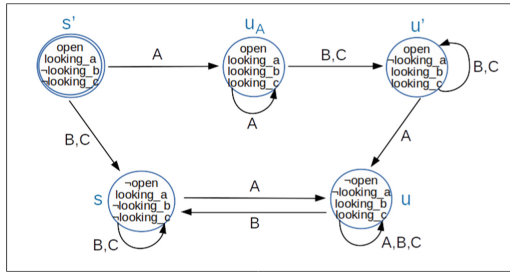 s' u_A u'
open
looking_a
¬looking_b
¬looking_c
A
open
looking_a
looking_b
looking_c
B,C
open
¬looking_a
looking_b
looking_c
B,C
A
B,C
A
s
¬open
looking_a
¬looking_b
¬looking_c
A
B
¬open
¬looking_a
looking_b
looking_c
u
B,C
A,B,C